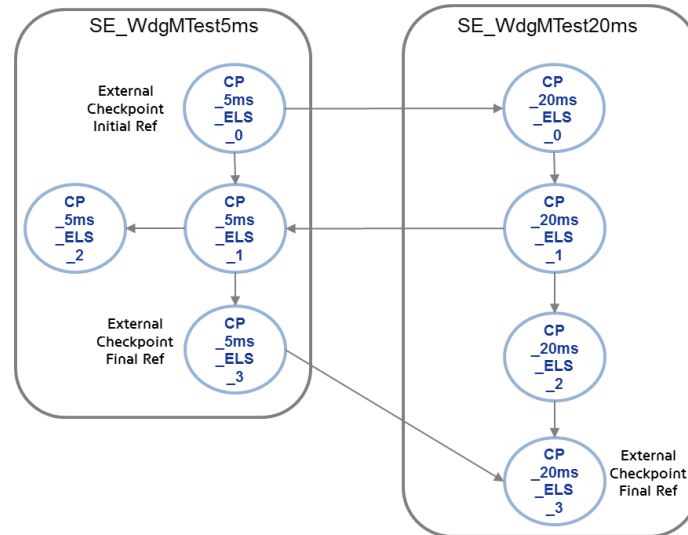 SE_WdgMTest5ms
SE_WdgMTest20ms
External
Checkpoint
Initial Ref
CP
_5ms
_ELS
_0
CP
_20ms
_ELS
_0
CP
_5ms
_ELS
_2
CP
_5ms
_ELS
_1
CP
_20ms
_ELS
_1
External
Checkpoint
Final Ref
CP
_5ms
_ELS
_3
CP
_20ms
_ELS
_2
CP
_20ms
_ELS
_3
External
Checkpoint
Final Ref